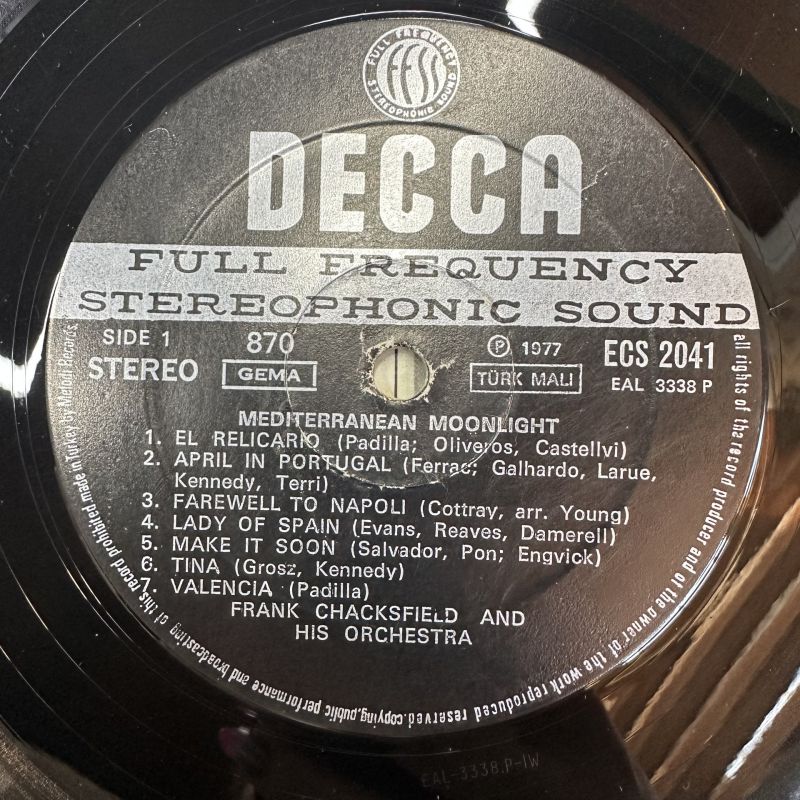 FULL FREQUENCY
ffss
STEREOPHONIC SOUND
DECCA
FULL FREQUENCY
STEREOPHONIC SOUND
SIDE 1
870
℗ 1977
ECS 2041
STEREO
GEMA
TÜRK MALI
EAL 3338 P
MEDITERRANEAN MOONLIGHT
1. EL RELICARIO (Padilla; Oliveros, Castellvi)
2. APRIL IN PORTUGAL (Ferrao; Galhardo, Larue,
Kennedy, Terri)
3. FAREWELL TO NAPOLI (Cottray, arr. Young)
4. LADY OF SPAIN (Evans, Reaves, Damerell)
5. MAKE IT SOON (Salvador, Pon; Engvick)
6. TINA (Grosz, Kennedy)
7. VALENCIA (Padilla)
FRANK CHACKSFIELD AND
HIS ORCHESTRA
all rights of the record producer and of the owner of the work reproduced reserved.copying,public performance and broadcasting of this record prohibited made in Turkey by Melodi Records
EAL-3338.P-1W